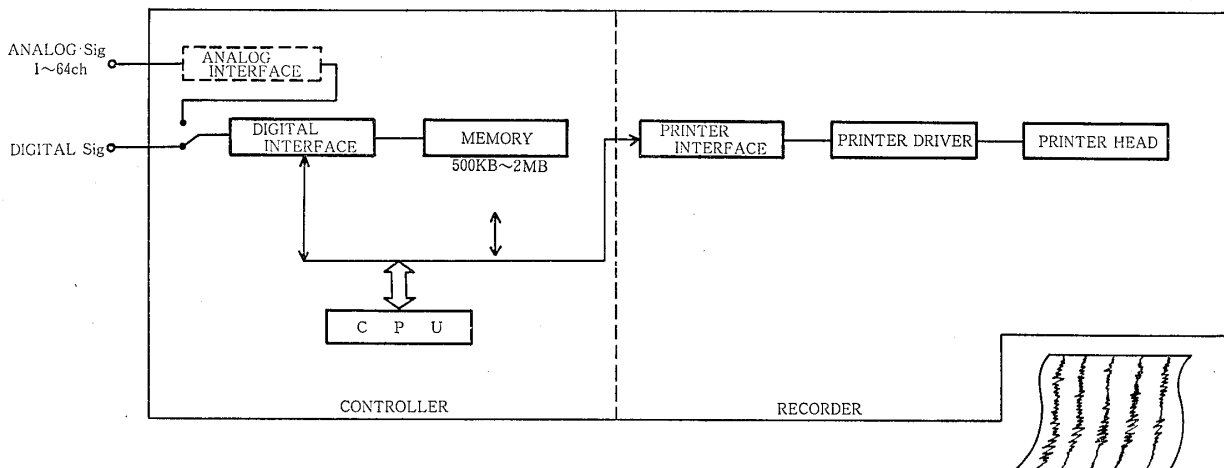 ANALOG·Sig
1～64ch
ANALOG
INTERFACE
DIGITAL Sig
DIGITAL
INTERFACE
MEMORY
500KB～2MB
PRINTER
INTERFACE
PRINTER DRIVER
PRINTER HEAD
C P U
CONTROLLER
RECORDER